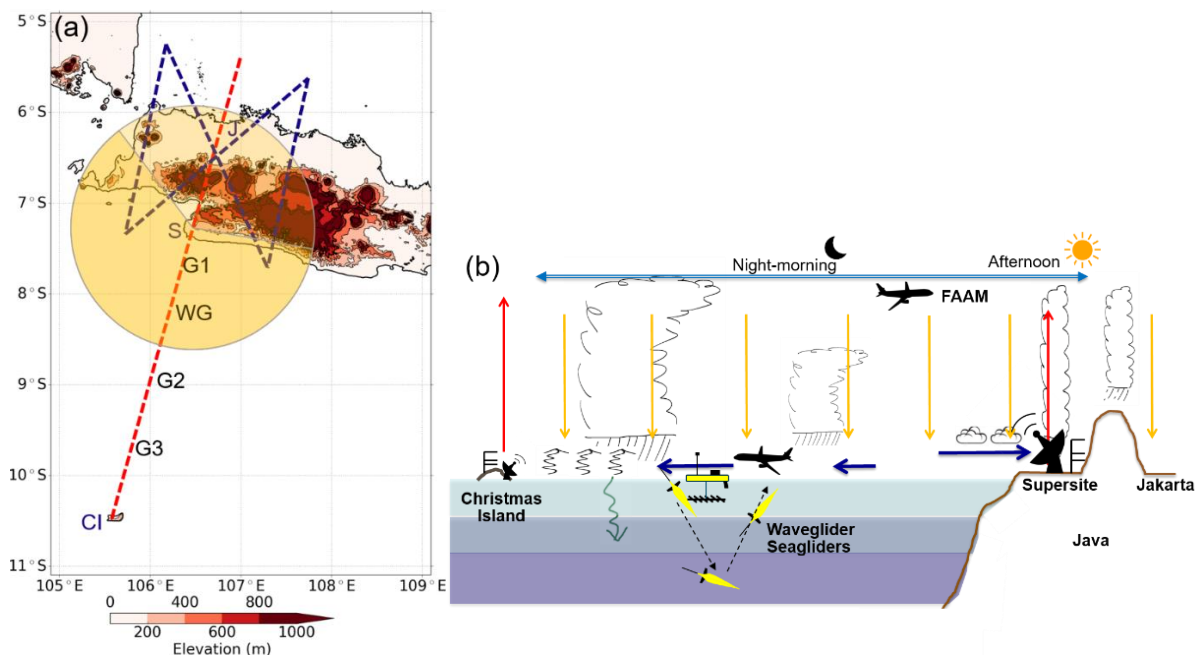 (a)
5°S
6°S
7°S
8°S
9°S
10°S
11°S
J
S
G1
WG
G2
G3
CI
105°E 106°E 107°E 108°E 109°E
0 400 800
200 600 1000
Elevation (m)
(b)
Night-morning
Afternoon
FAAM
Christmas
Island
Supersite
Jakarta
Waveglider
Seagliders
Java